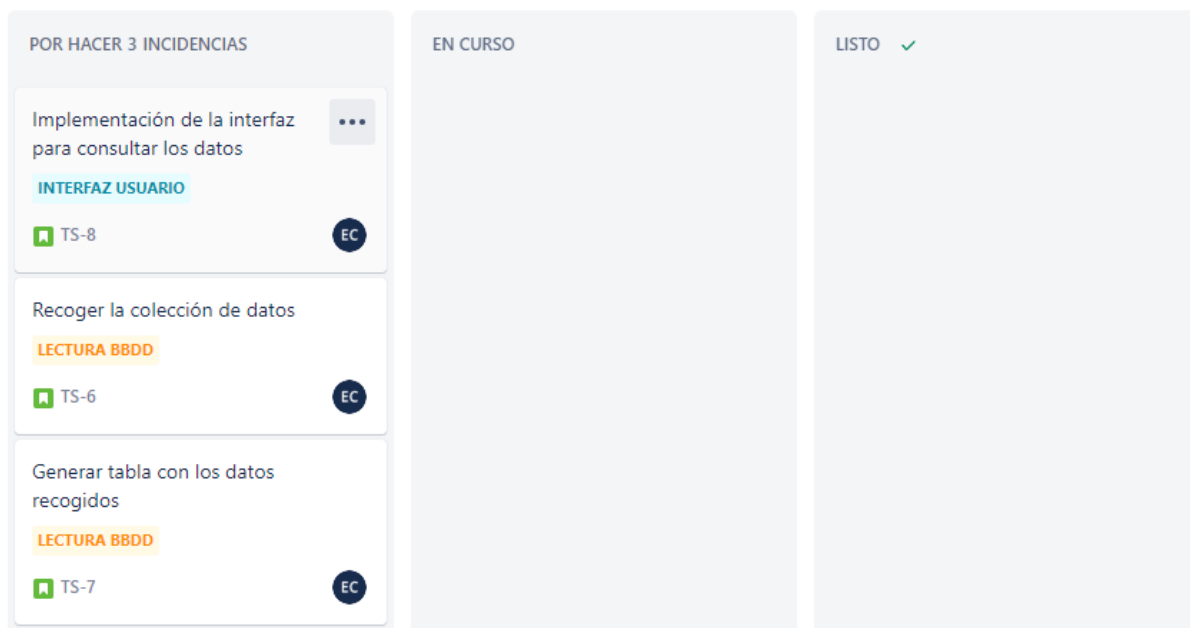 POR HACER 3 INCIDENCIAS
Implementación de la interfaz
para consultar los datos
INTERFAZ USUARIO
TS-8
EC
Recoger la colección de datos
LECTURA BBDD
TS-6
EC
Generar tabla con los datos
recogidos
LECTURA BBDD
TS-7
EC
EN CURSO
LISTO